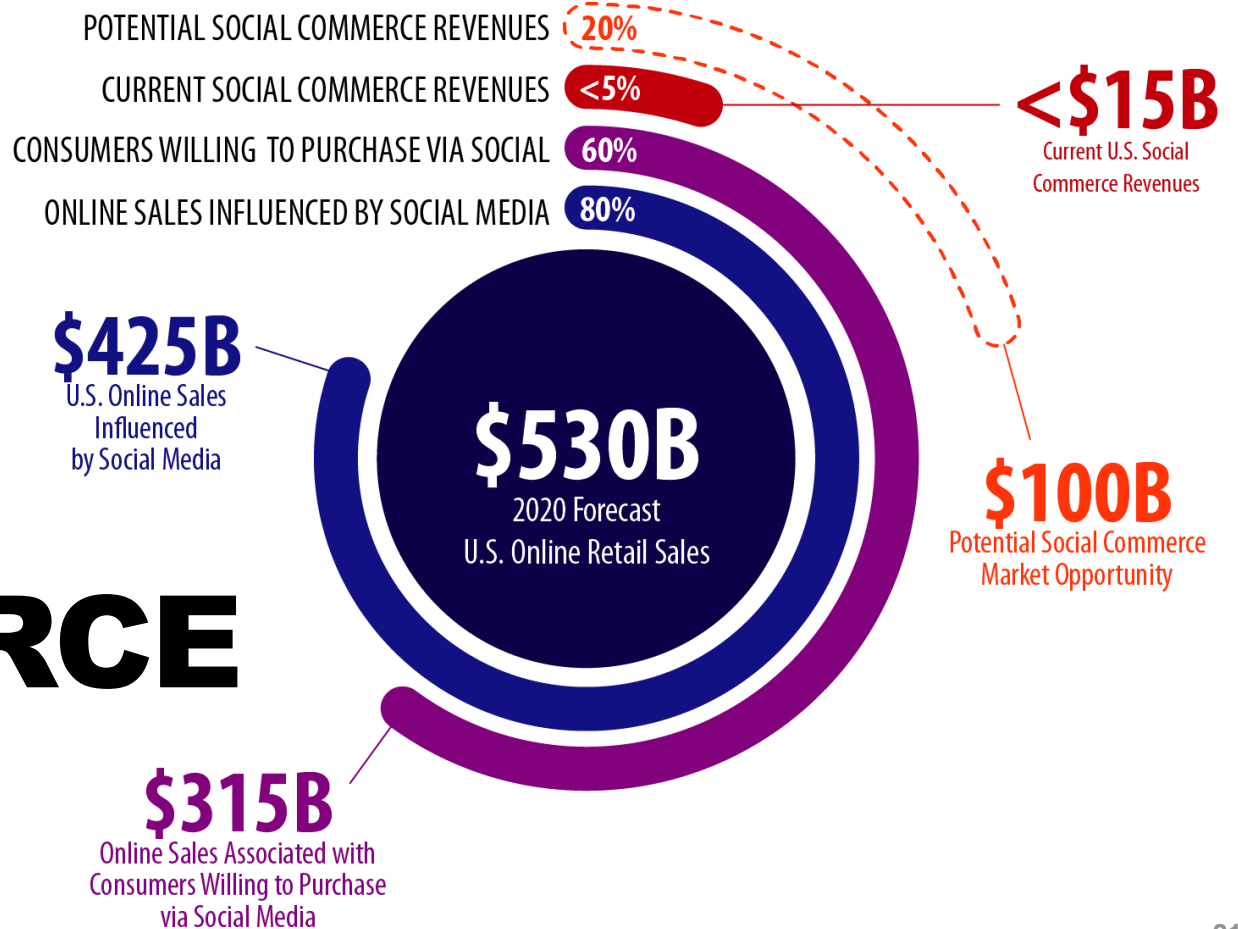 POTENTIAL SOCIAL COMMERCE REVENUES 20%
CURRENT SOCIAL COMMERCE REVENUES <5%
CONSUMERS WILLING TO PURCHASE VIA SOCIAL 60%
ONLINE SALES INFLUENCED BY SOCIAL MEDIA 80%
<$15B
Current U.S. Social
Commerce Revenues
$425B
U.S. Online Sales
Influenced
by Social Media
$530B
2020 Forecast
U.S. Online Retail Sales
$100B
Potential Social Commerce
Market Opportunity
RCE
$315B
Online Sales Associated with
Consumers Willing to Purchase
via Social Media